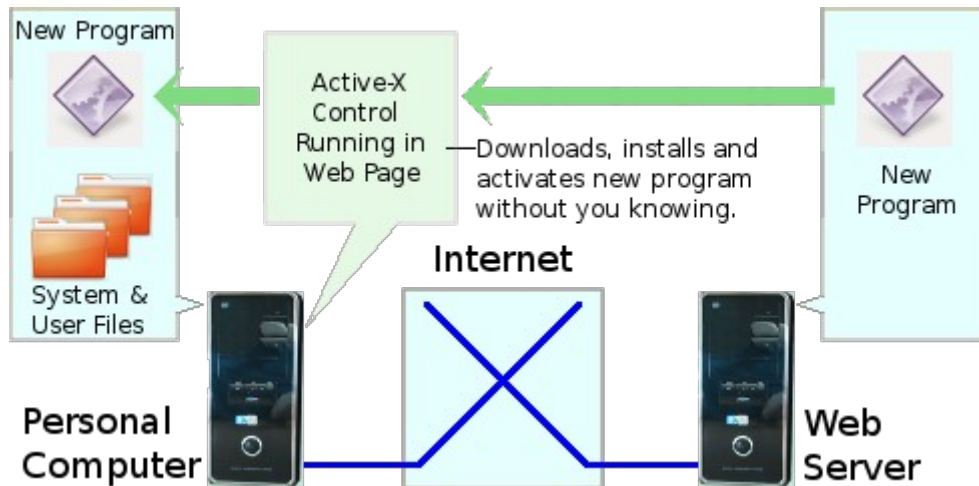 New Program
Active-X
Control
Running in
Web Page
Downloads, installs and
activates new program
without you knowing.
New
Program
System &
User Files
Internet
Personal
Computer
Web
Server